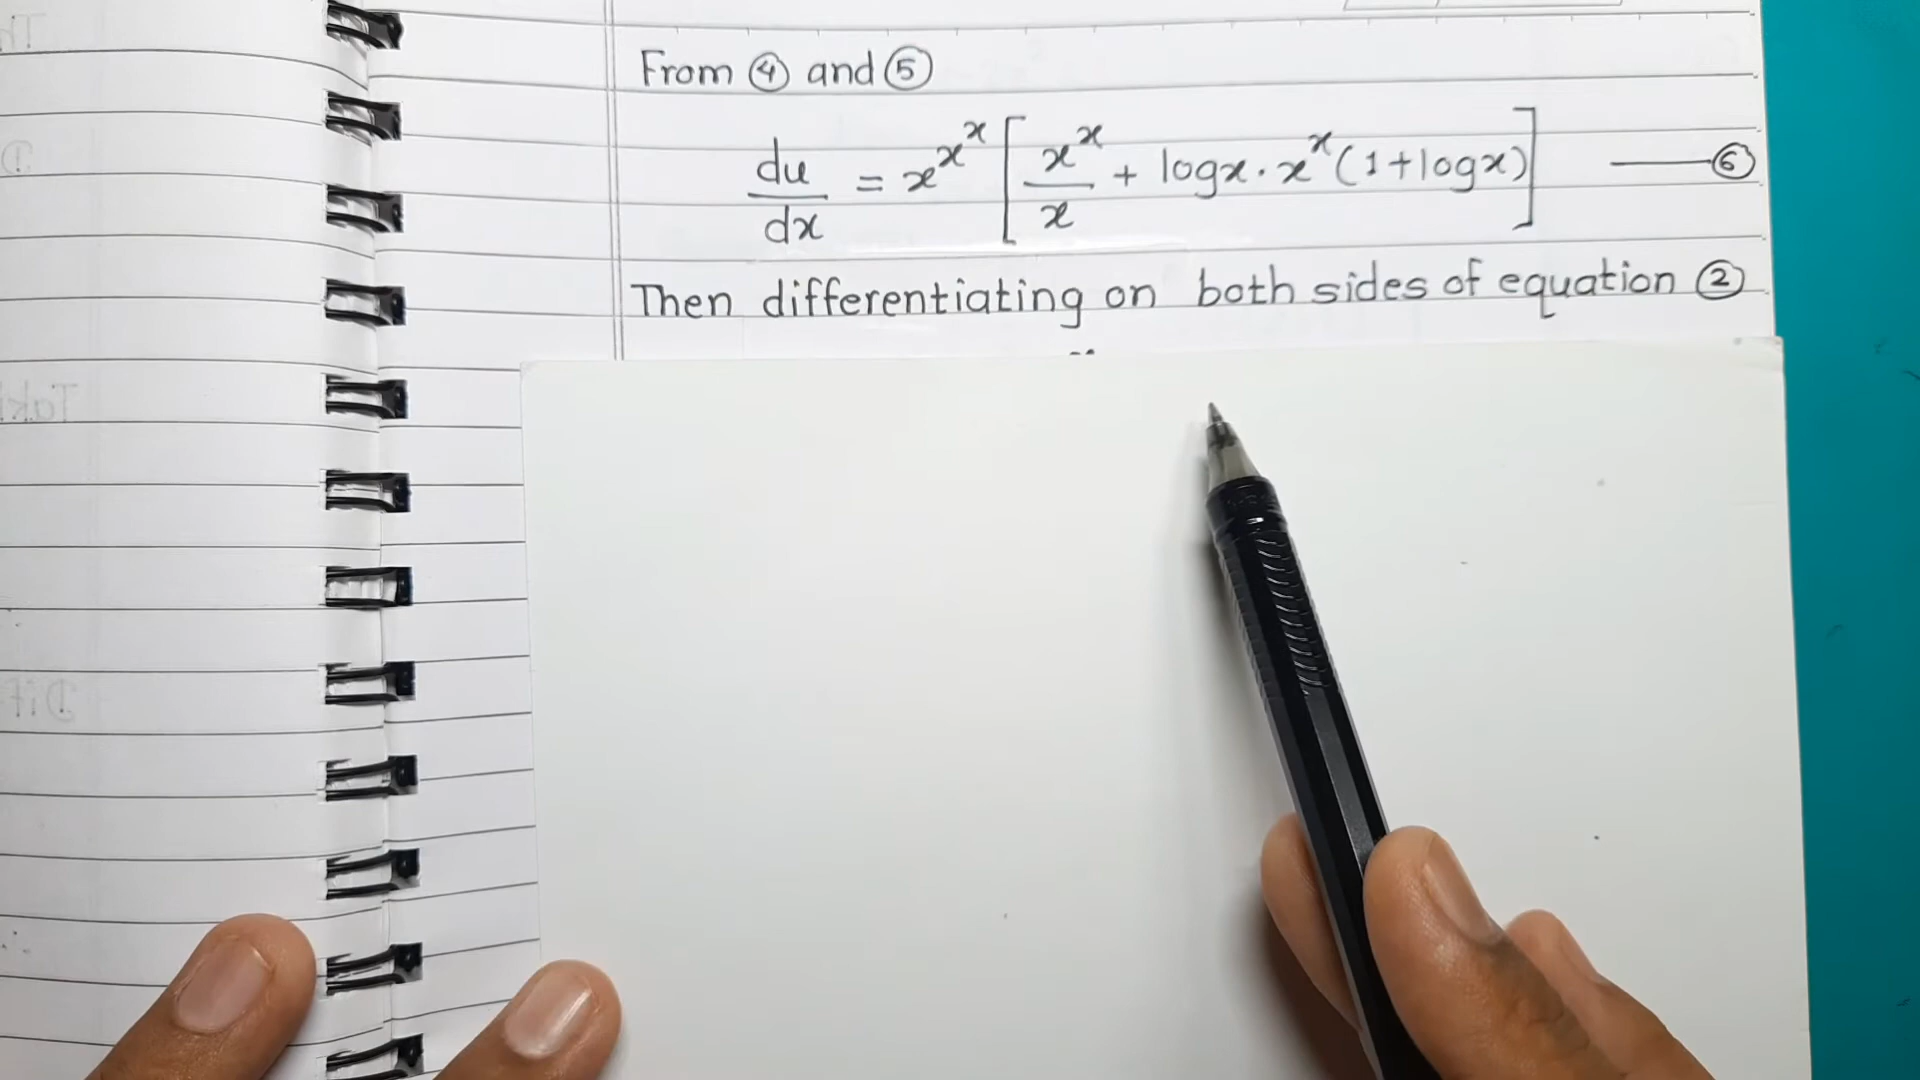 From ④ and ⑤
du/dx = x^x^x [x^x/x + logx · x^x (1+logx)] —— ⑥
Then differentiating on both sides of equation ②